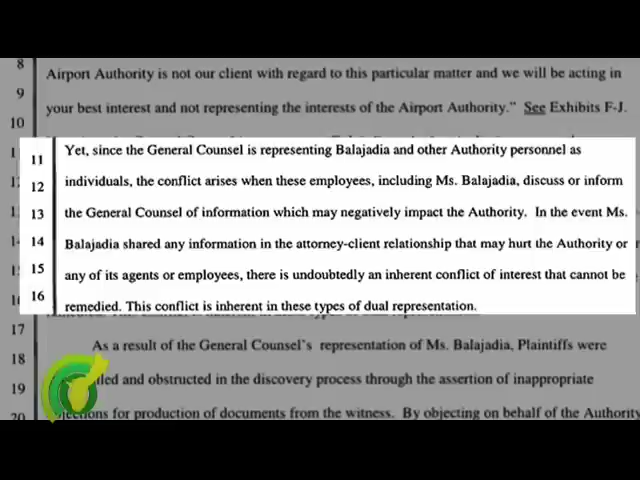 8 Airport Authority is not our client with regard to this particular matter and we will be acting in
9 your best interest and not representing the interests of the Airport Authority." See Exhibits F-J.
10
11 Yet, since the General Counsel is representing Balajadia and other Authority personnel as
12 individuals, the conflict arises when these employees, including Ms. Balajadia, discuss or inform
13 the General Counsel of information which may negatively impact the Authority. In the event Ms.
14 Balajadia shared any information in the attorney-client relationship that may hurt the Authority or
15 any of its agents or employees, there is undoubtedly an inherent conflict of interest that cannot be
16 remedied. This conflict is inherent in these types of dual representation.
17 As a result of the General Counsel's representation of Ms. Balajadia, Plaintiffs were
18 and obstructed in the discovery process through the assertion of inappropriate
19 for production of documents from the witness. By objecting on behalf of the Authority
20